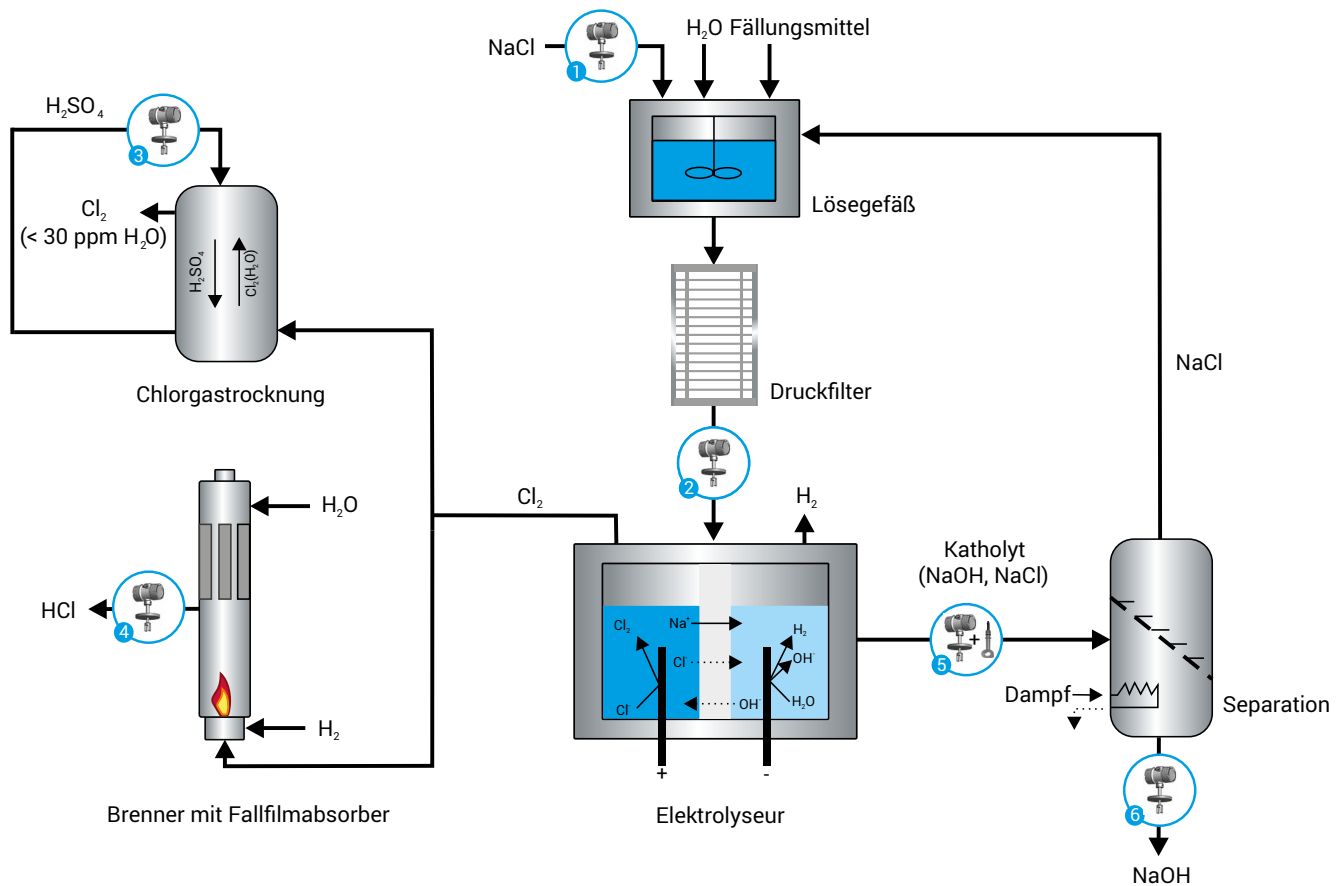 NaCl
H₂O Fällungsmittel
1
H₂SO₄
3
Cl₂
(< 30 ppm H₂O)
H₂SO₄
Cl₂(H₂O)
Lösegefäß
Chlorgastrocknung
Druckfilter
NaCl
2
Cl₂
H₂
H₂O
HCl
4
H₂
Brenner mit Fallfilmabsorber
Cl₂
Na⁺
H₂
Cl⁻
OH⁻
Cl⁻
OH⁻
H₂O
+
-
Elektrolyseur
Katholyt
(NaOH, NaCl)
+
5
Dampf
Separation
6
NaOH